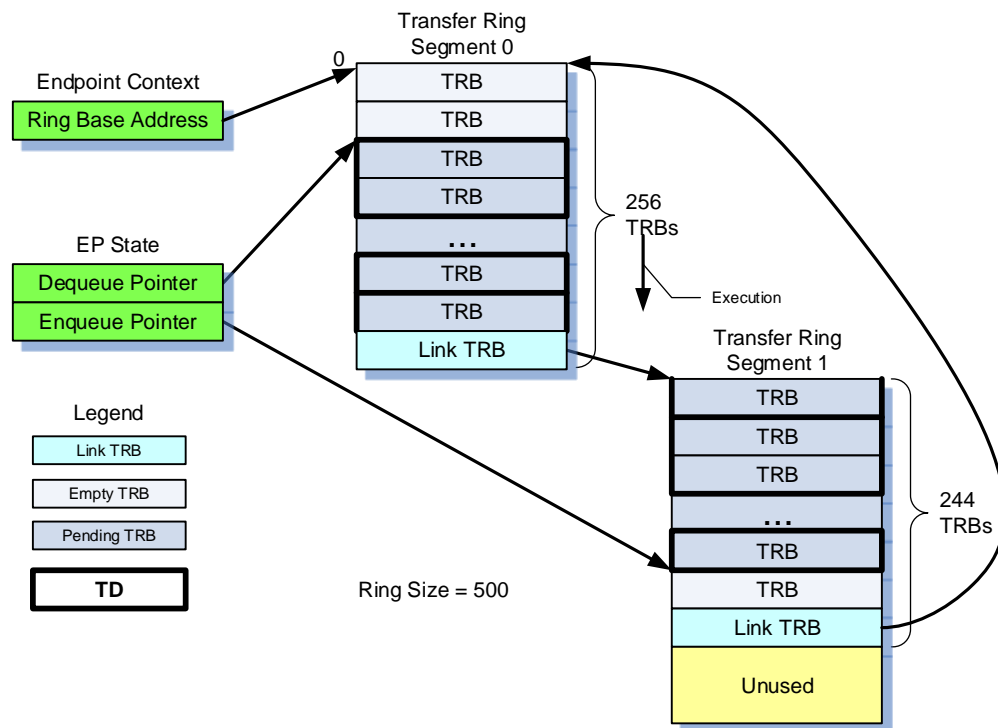 Transfer Ring
Segment 0
0
Endpoint Context
Ring Base Address
TRB
TRB
TRB
TRB
...
TRB
TRB
Link TRB
256
TRBs
EP State
Dequeue Pointer
Enqueue Pointer
Execution
Transfer Ring
Segment 1
TRB
TRB
TRB
...
TRB
TRB
Link TRB
Unused
244
TRBs
Legend
Link TRB
Empty TRB
Pending TRB
TD
Ring Size = 500